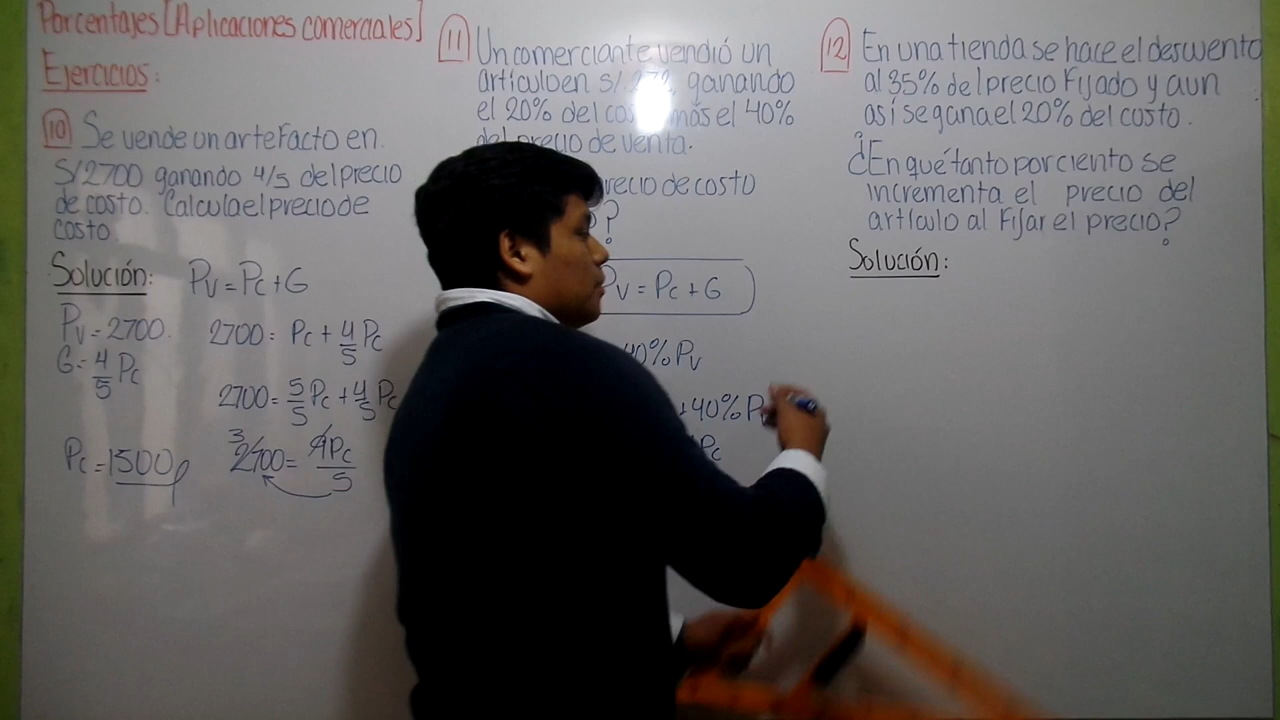 Porcentajes [Aplicaciones comerciales]
Ejercicios:
10 Se vende un artefacto en
S/2700 ganando 4/5 del precio
de costo. Calcula el precio de
costo.
Solución: Pv = Pc + G
Pv = 2700. 2700 = Pc + 4/5 Pc
G = 4/5 Pc
2700 = 5/5 Pc + 4/5 Pc
Pc = 1500 3 2700 = 9Pc/5
11 Un comerciante vendió un
artículo en S/. ganando
el 20% del más el 40%
del precio de venta.
precio de costo
?
Pv = Pc + G
40% Pv
+40% P
Pc
12 En una tienda se hace el descuento
al 35% del precio Fijado y aun
así se gana el 20% del costo.
¿En qué tanto por ciento se
incrementa el precio del
artículo al Fijar el precio?
Solución: